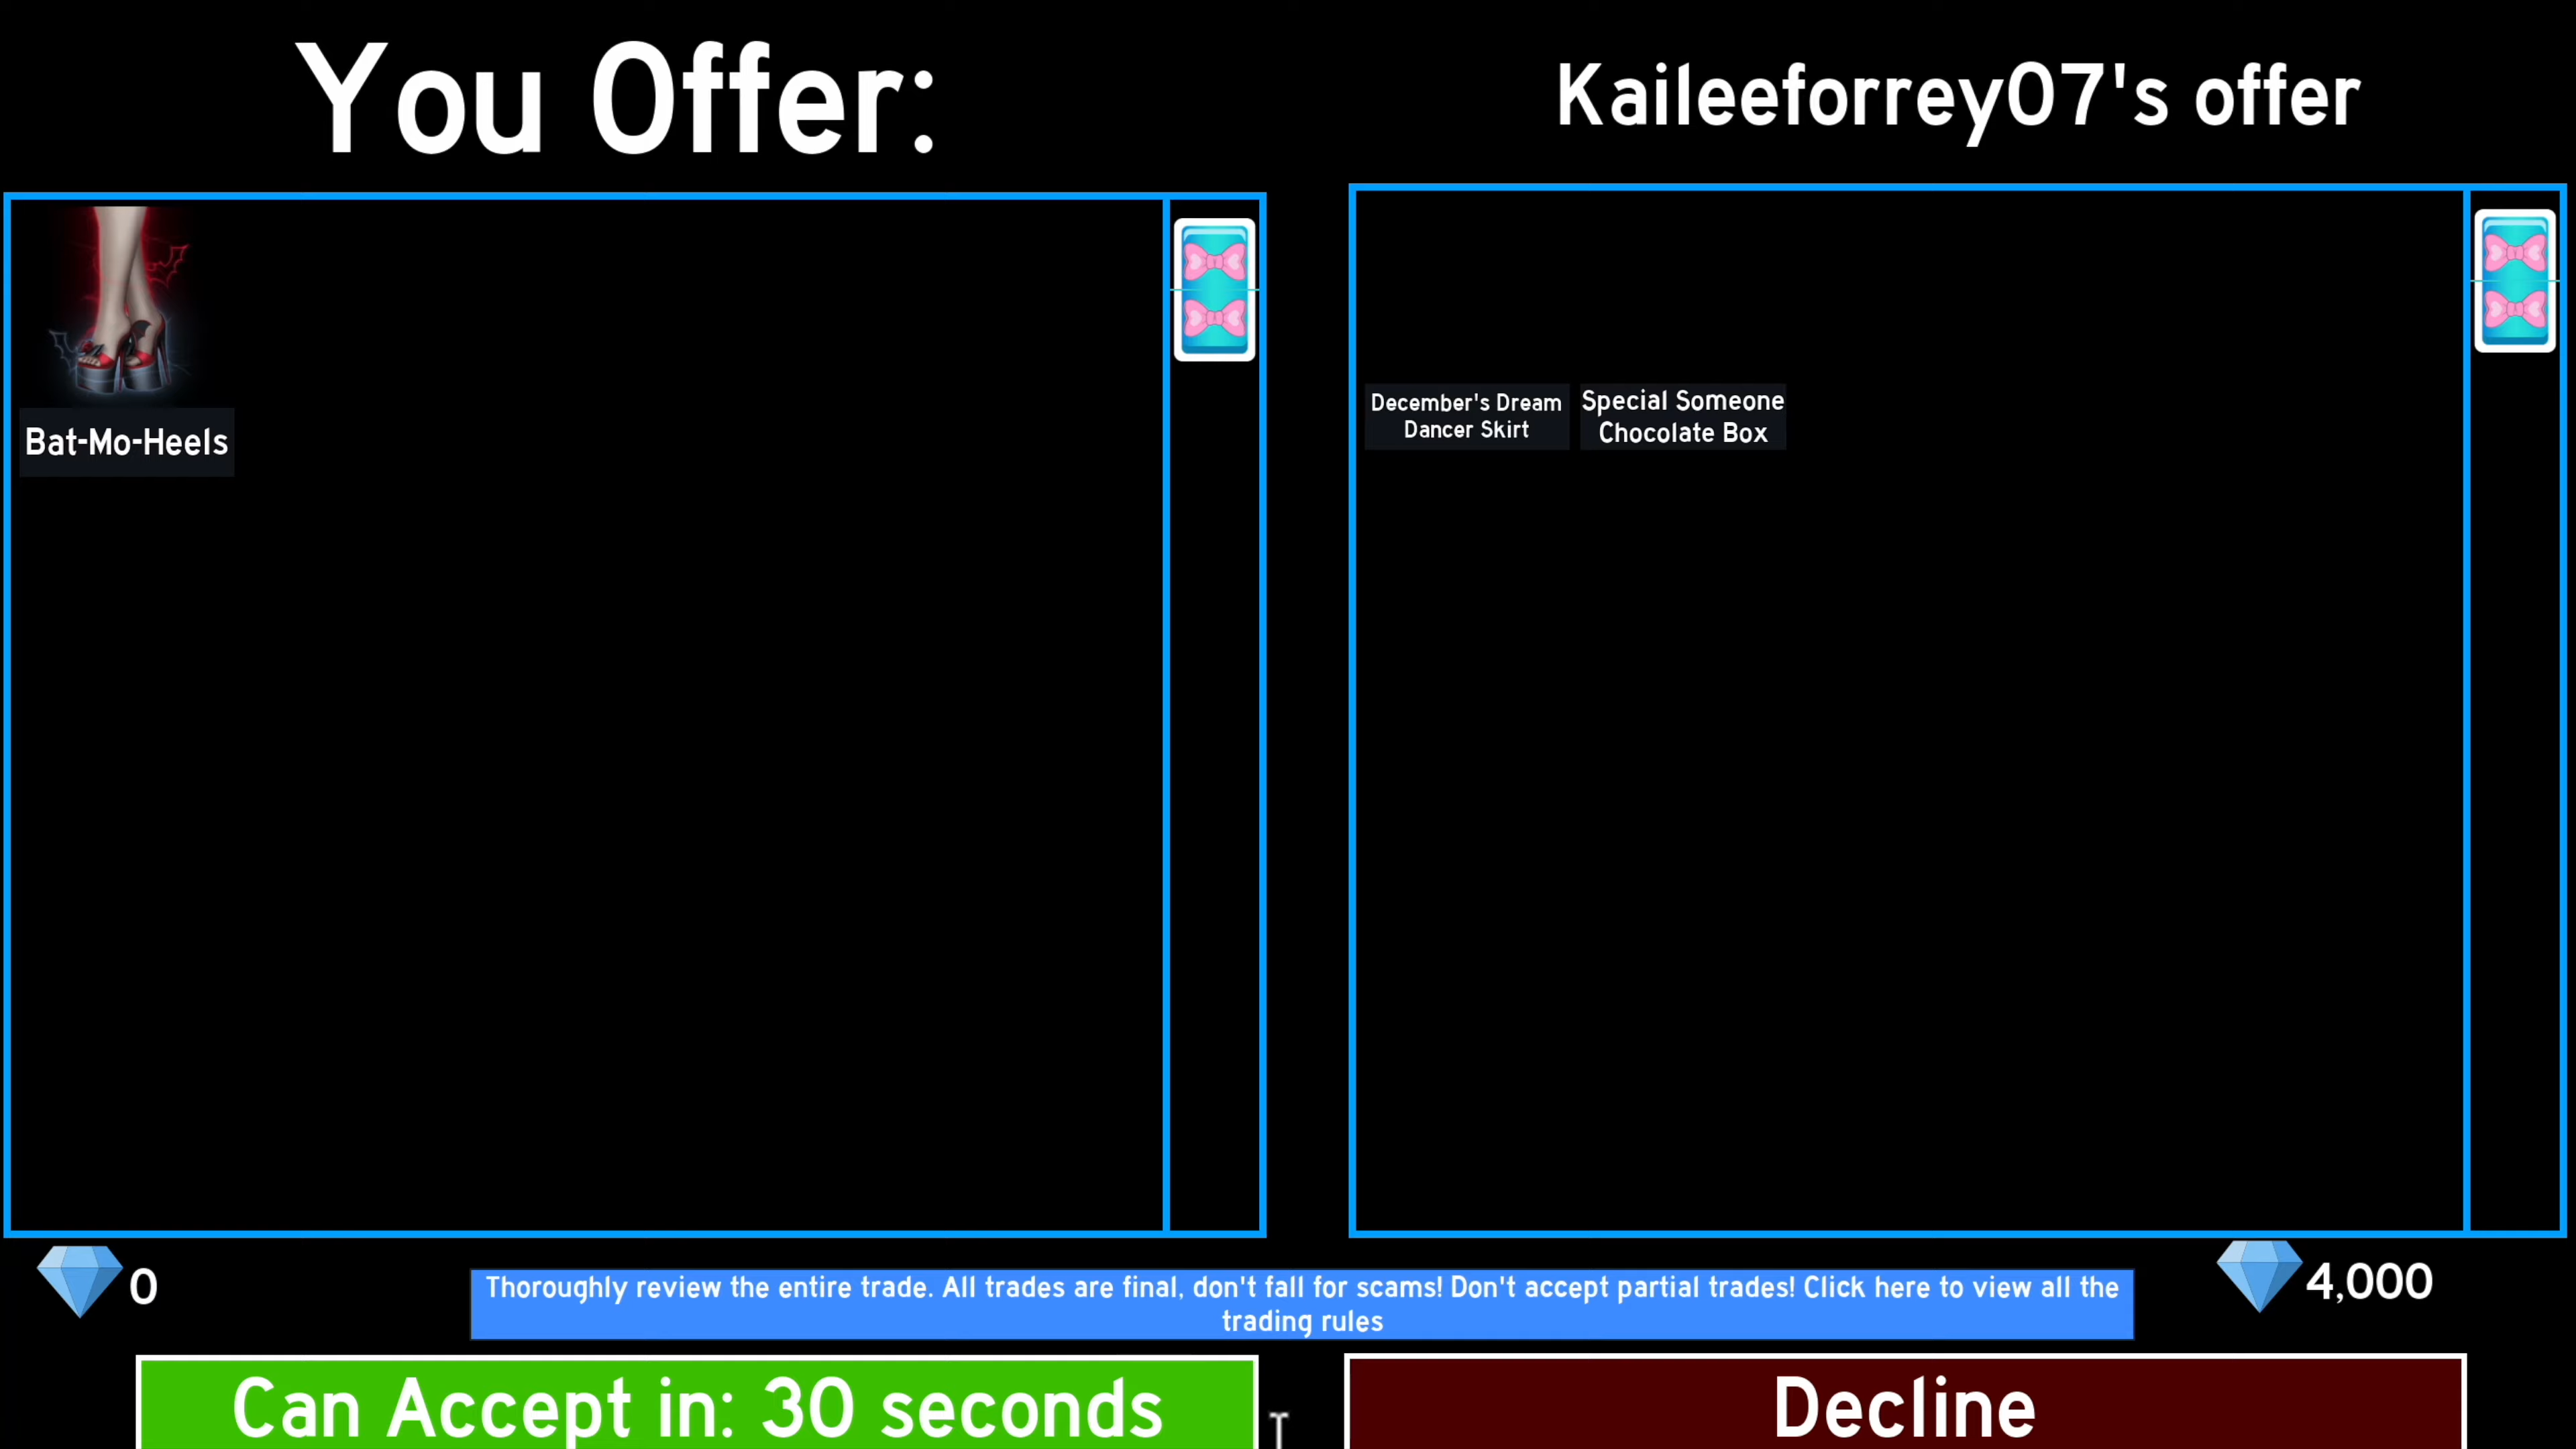 You Offer:
Kaileeforrey07's offer
Bat-Mo-Heels
December's Dream
Dancer Skirt
Special Someone
Chocolate Box
0
Thoroughly review the entire trade. All trades are final, don't fall for scams! Don't accept partial trades! Click here to view all the
trading rules
4,000
Can Accept in: 30 seconds
Decline